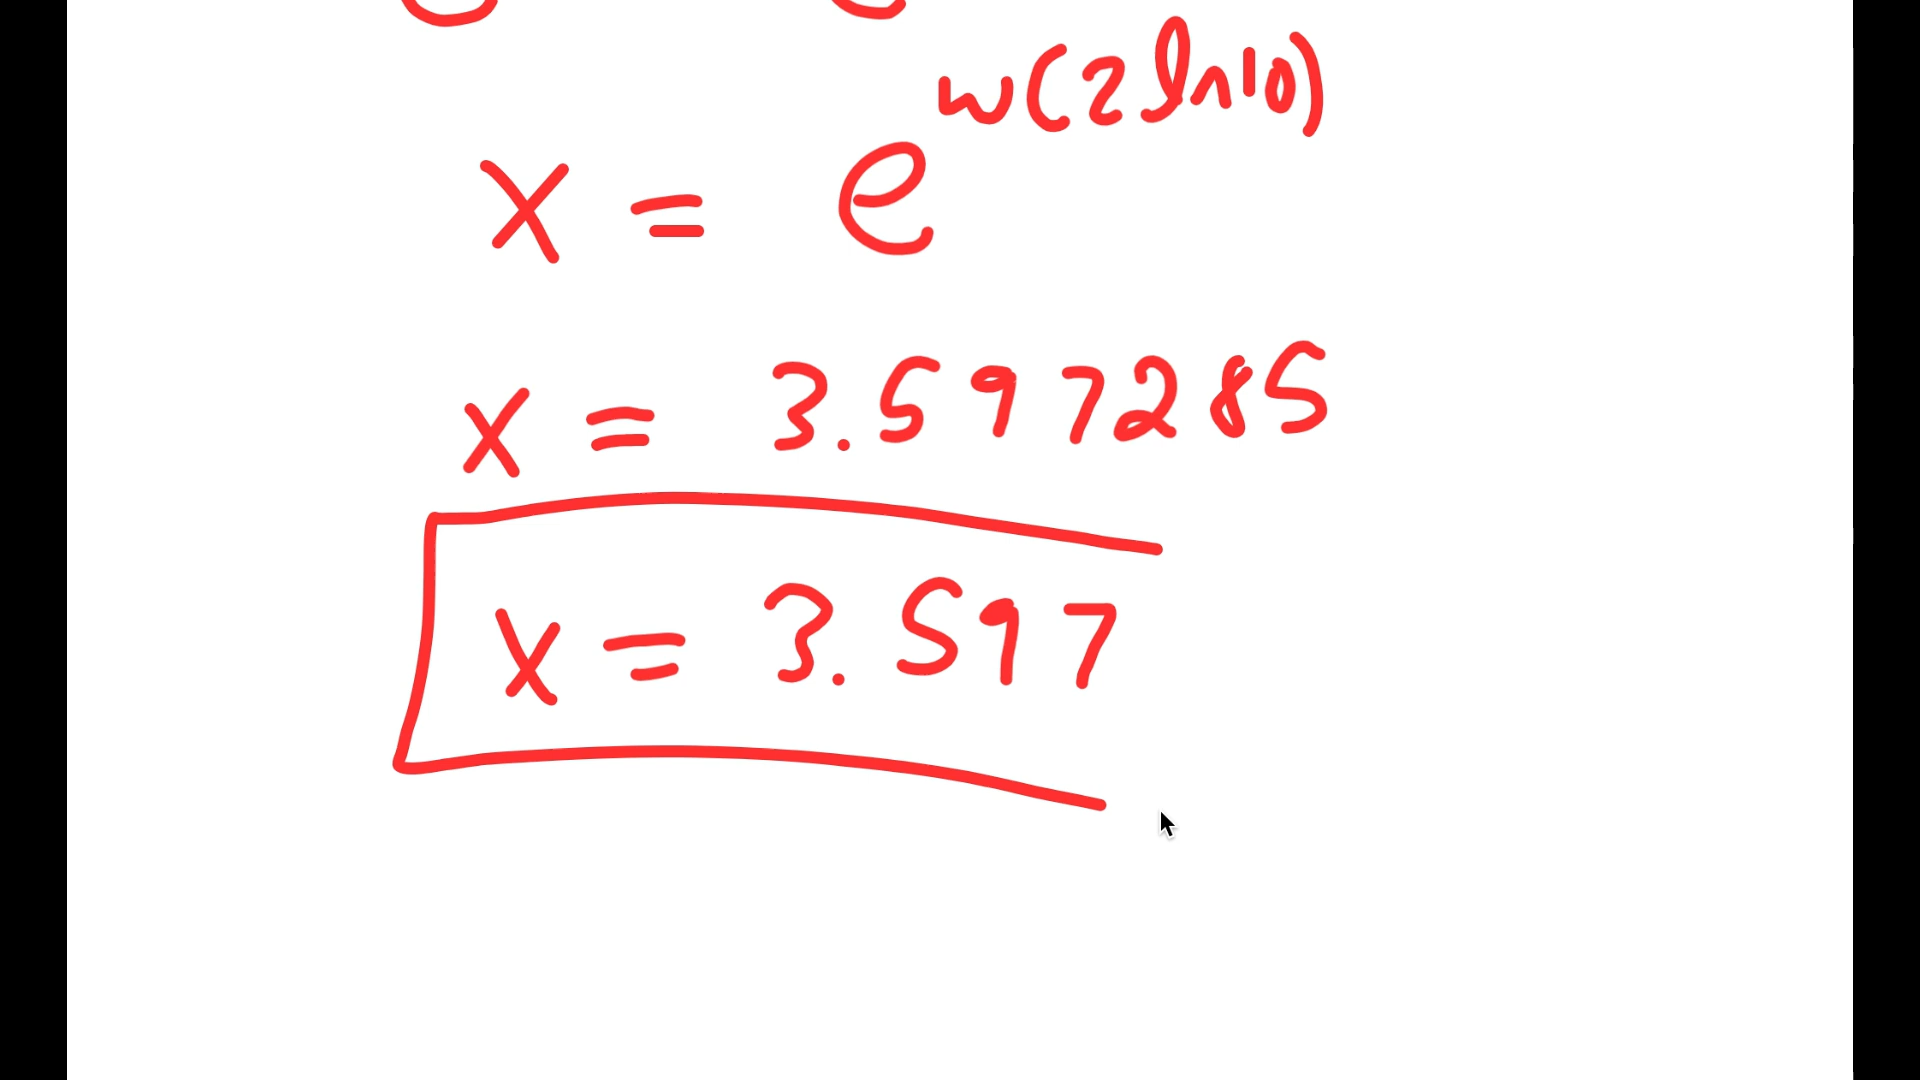 x = e^w(2ln10)
x = 3.597285
x = 3.597